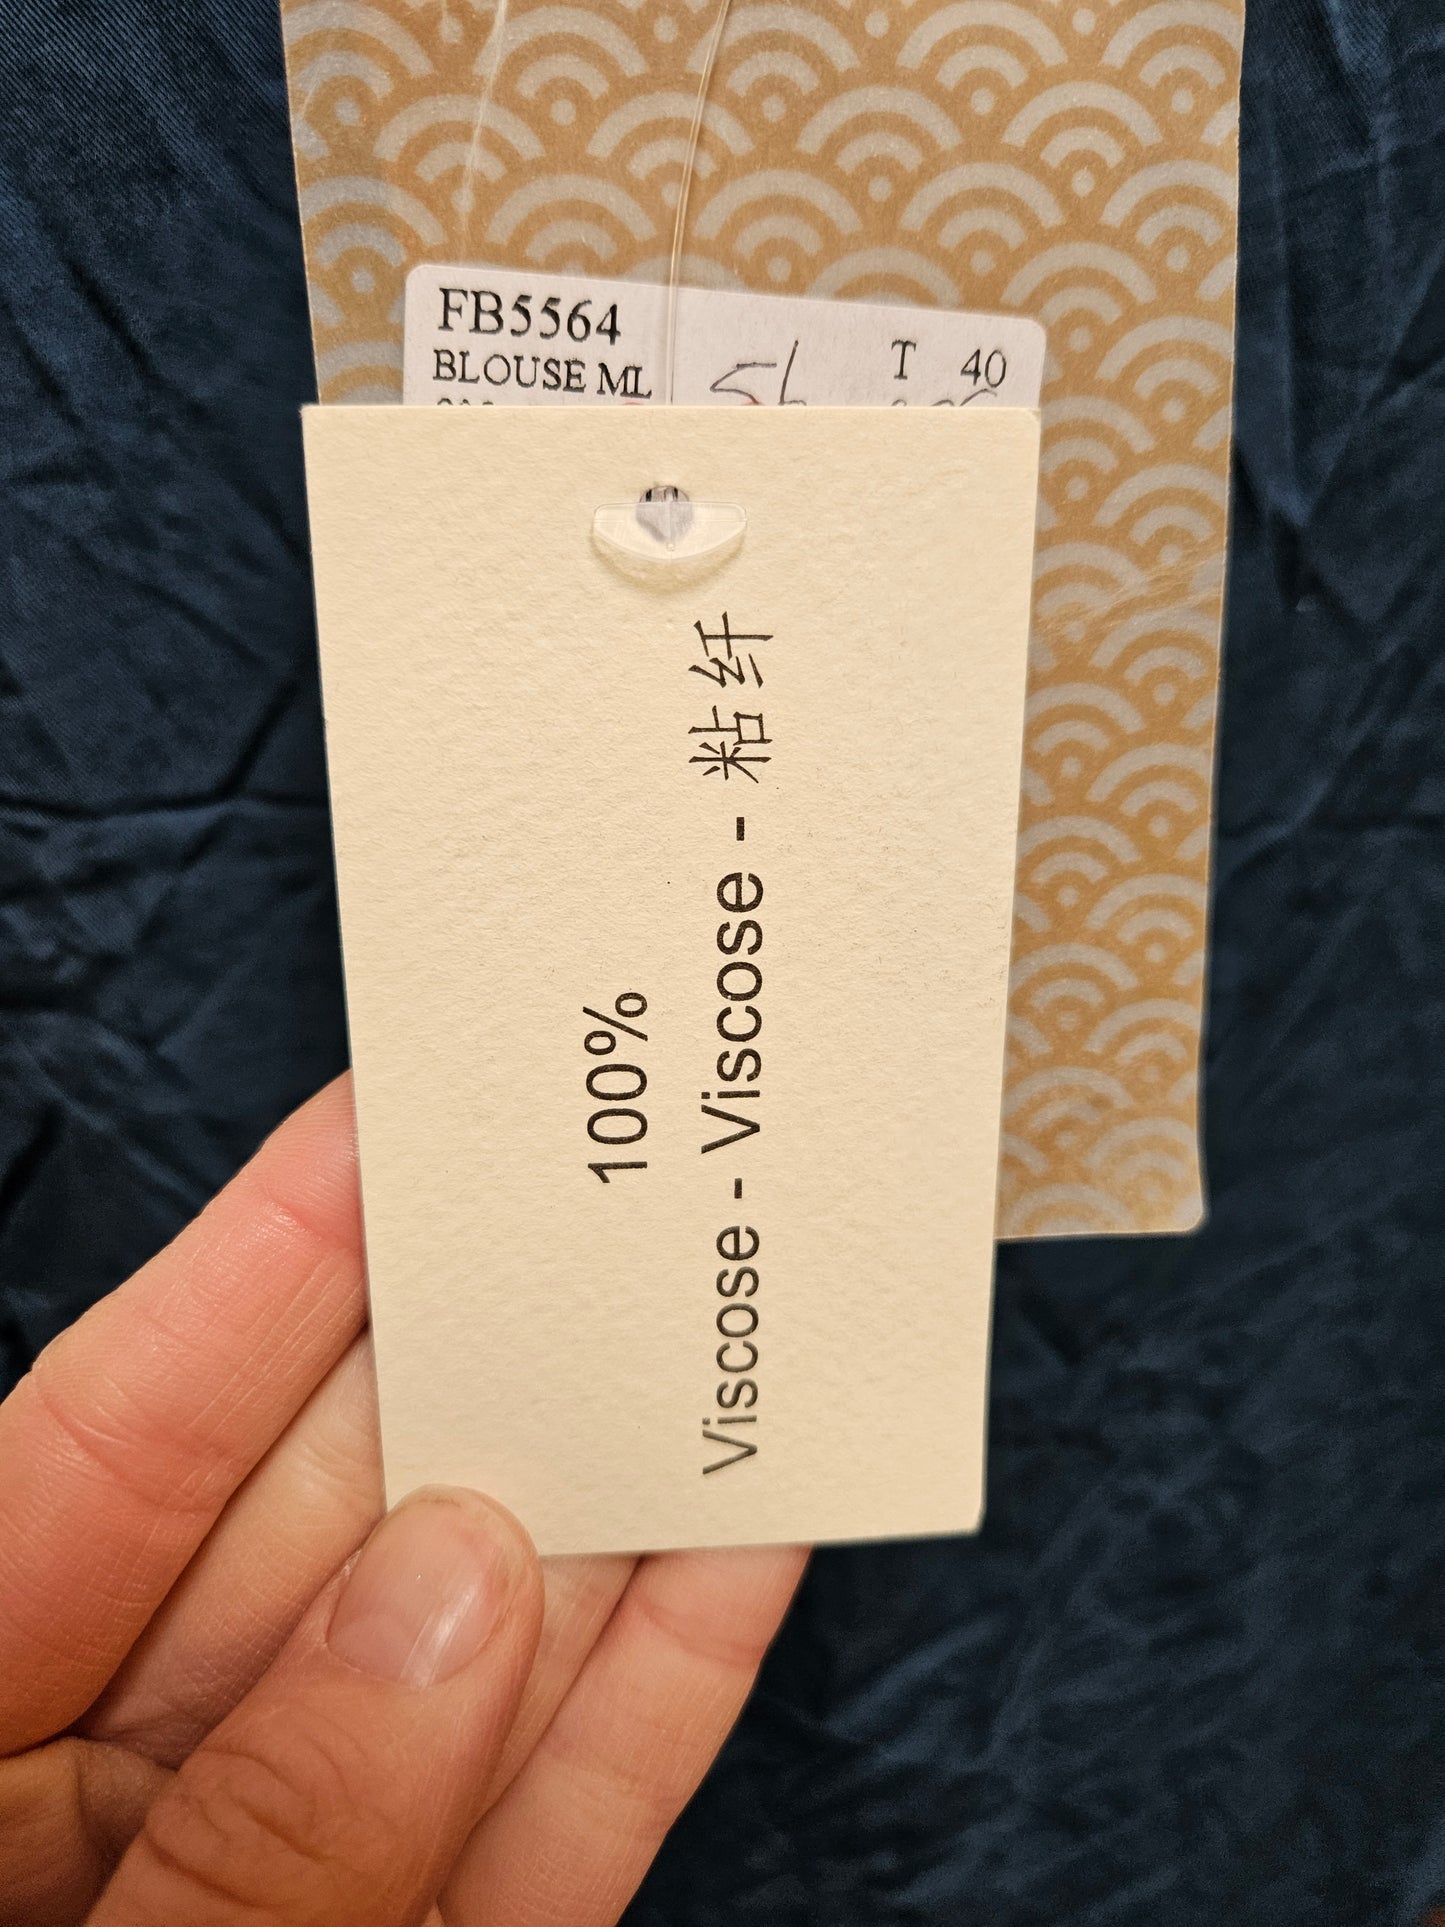 FB5564
BLOUSE ML
T 40
100%
Viscose - Viscose - 粘纤